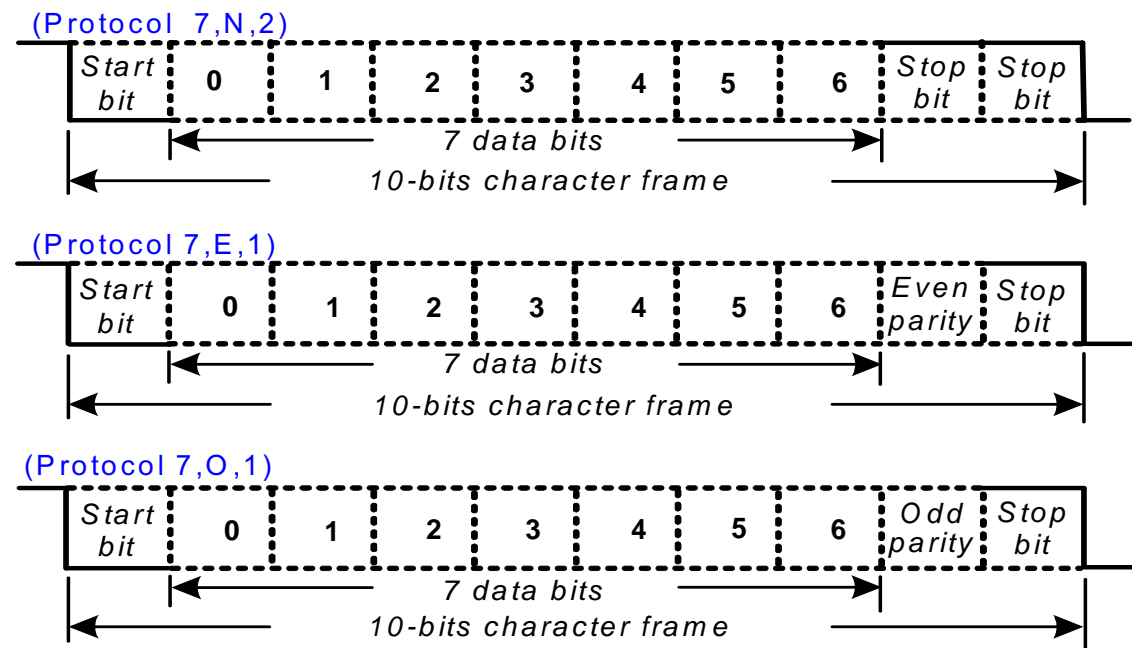 (Protocol 7,N,2)
Start bit 0 1 2 3 4 5 6 Stop bit Stop bit
7 data bits
10-bits character frame
(Protocol 7,E,1)
Start bit 0 1 2 3 4 5 6 Even parity Stop bit
7 data bits
10-bits character frame
(Protocol 7,O,1)
Start bit 0 1 2 3 4 5 6 Odd parity Stop bit
7 data bits
10-bits character frame